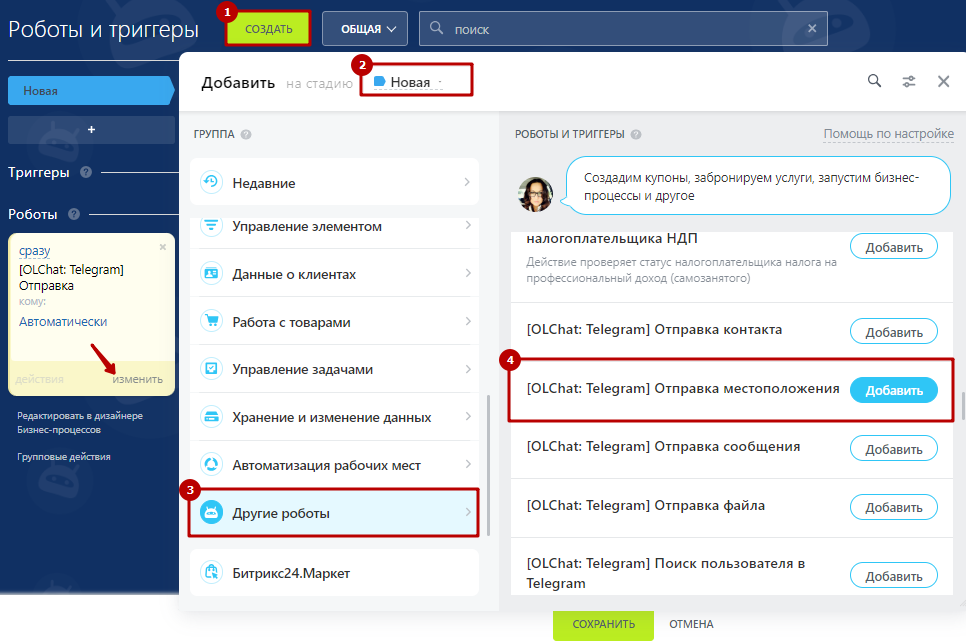 Роботы и триггеры
1
СОЗДАТЬ
ОБЩАЯ
поиск
Новая
+
Триггеры ?
Роботы ?
сразу
[OLChat: Telegram]
Отправка
кому:
Автоматически
действия
изменить
Редактировать в дизайнере
Бизнес-процессов
Групповые действия
Добавить на стадию
2
Новая
ГРУППА ?
Недавние
Управление элементом
Данные о клиентах
Работа с товарами
Управление задачами
Хранение и изменение данных
Автоматизация рабочих мест
3
Другие роботы
Битрикс24.Маркет
РОБОТЫ И ТРИГГЕРЫ ?
Помощь по настройке
Создадим купоны, забронируем услуги, запустим бизнес-
процессы и другое
налогоплательщика НДП
Добавить
Действие проверяет статус налогоплательщика налога на
профессиональный доход (самозанятого)
[OLChat: Telegram] Отправка контакта
Добавить
4
[OLChat: Telegram] Отправка местоположения
Добавить
[OLChat: Telegram] Отправка сообщения
Добавить
[OLChat: Telegram] Отправка файла
Добавить
[OLChat: Telegram] Поиск пользователя в
Telegram
Добавить
СОХРАНИТЬ
ОТМЕНА